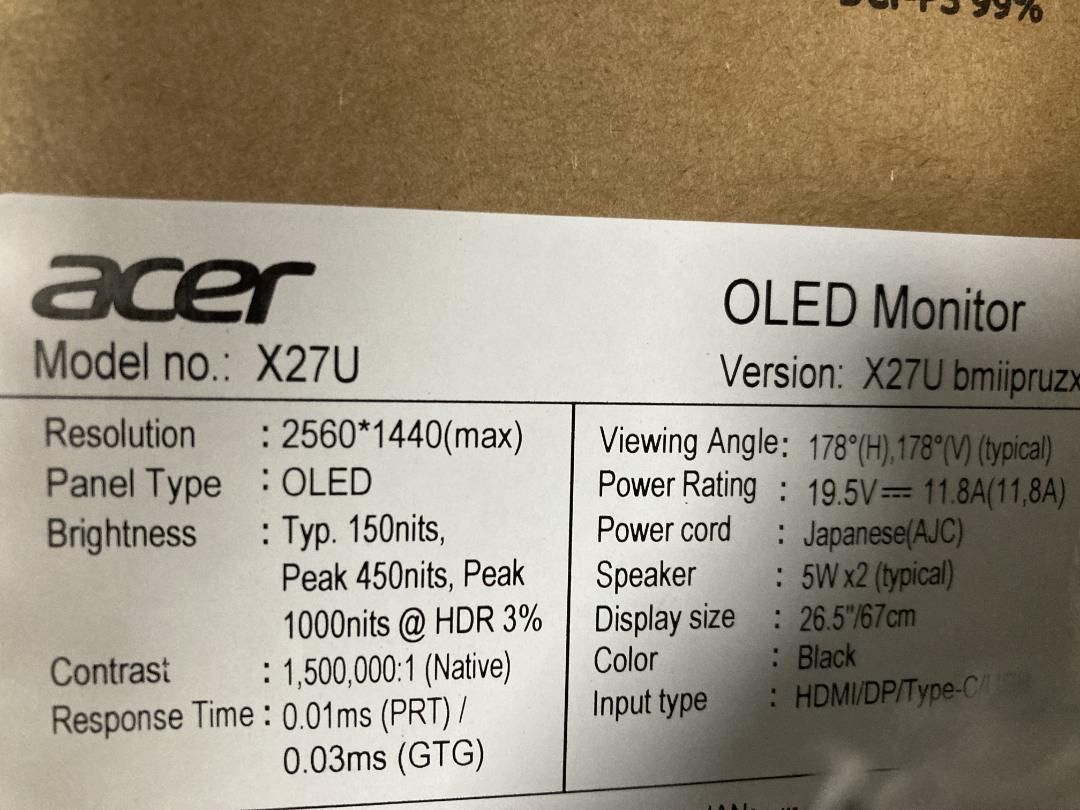 DCI-P3 99%
acer
OLED Monitor
Model no.: X27U
Version: X27U bmiipruzx
Resolution : 2560*1440(max)
Panel Type : OLED
Brightness : Typ. 150nits,
Peak 450nits, Peak
1000nits @ HDR 3%
Contrast : 1,500,000:1 (Native)
Response Time : 0.01ms (PRT) /
0.03ms (GTG)
Viewing Angle: 178°(H),178°(V) (typical)
Power Rating : 19.5V⎓ 11.8A(11,8A)
Power cord : Japanese(AJC)
Speaker : 5W x2 (typical)
Display size : 26.5"/67cm
Color : Black
Input type : HDMI/DP/Type-C/